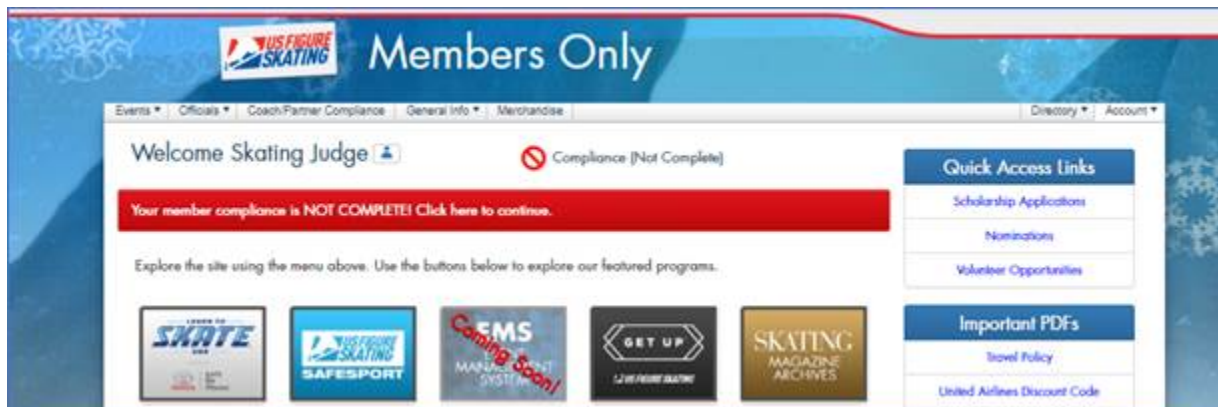 US FIGURE
SKATING
Members Only
Events
Officials
Coach/Partner Compliance
General Info
Merchandise
Directory
Account
Welcome Skating Judge
Compliance (Not Complete)
Your member compliance is NOT COMPLETE! Click here to continue.
Explore the site using the menu above. Use the buttons below to explore our featured programs.
LEARN TO
SKATE
USA
US FIGURE
SKATING
SAFESPORT
EMS
SYSTEM
Coming Soon!
GET UP
U.S. FIGURE SKATING
SKATING
MAGAZINE
ARCHIVES
Quick Access Links
Scholarship Applications
Nominations
Volunteer Opportunities
Important PDFs
Travel Policy
United Airlines Discount Code